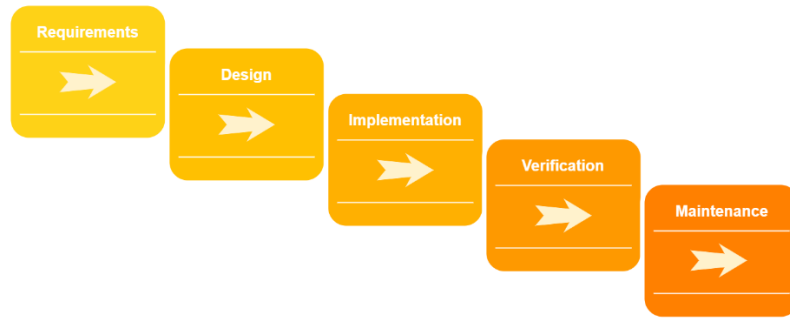 Requirements
Design
Implementation
Verification
Maintenance